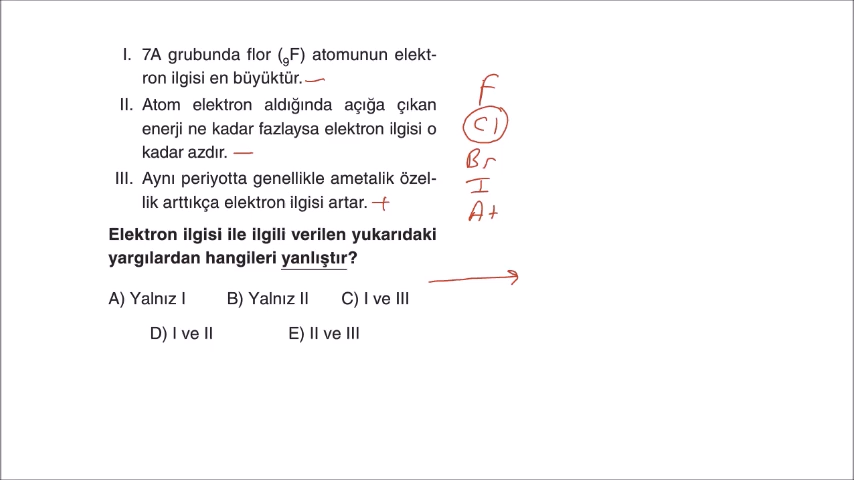 I. 7A grubunda flor (₉F) atomunun elekt-
ron ilgisi en büyüktür. —
II. Atom elektron aldığında açığa çıkan
enerji ne kadar fazlaysa elektron ilgisi o
kadar azdır. —
III. Aynı periyotta genellikle ametalik özel-
lik arttıkça elektron ilgisi artar. +
Elektron ilgisi ile ilgili verilen yukarıdaki
yargılardan hangileri yanlıştır?
A) Yalnız I B) Yalnız II C) I ve III
D) I ve II E) II ve III
F
Cl
Br
I
At